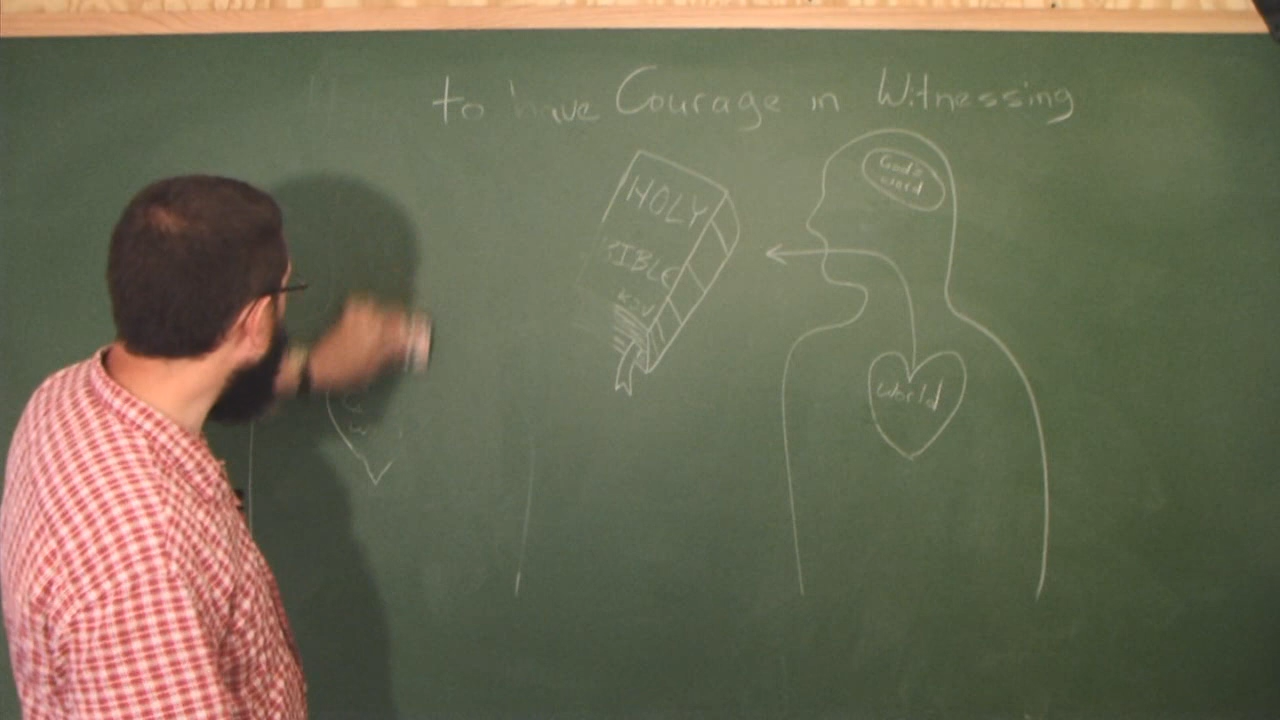 to have Courage in Witnessing
God's
word
HOLY
BIBLE
KJV
world